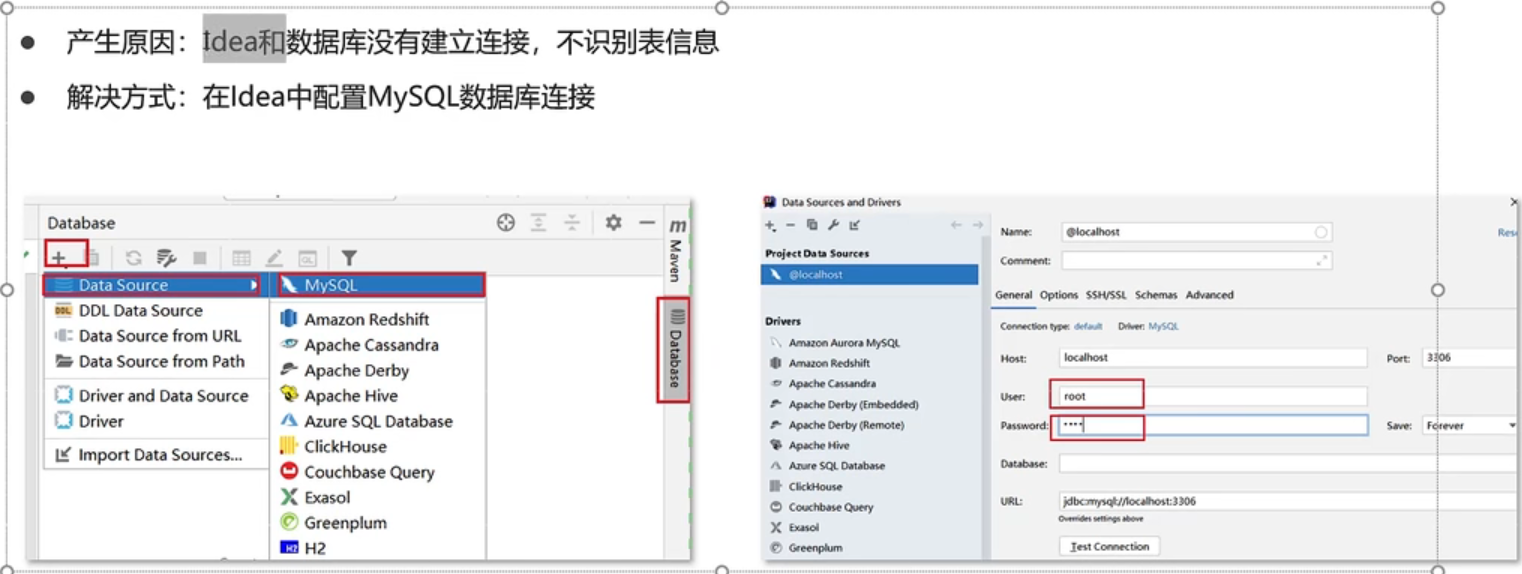 产生原因：Idea和数据库没有建立连接，不识别表信息
解决方式：在Idea中配置MySQL数据库连接
Database
Data Source
DDL Data Source
Data Source from URL
Data Source from Path
Driver and Data Source
Driver
Import Data Sources...
MySQL
Amazon Redshift
Apache Cassandra
Apache Derby
Apache Hive
Azure SQL Database
ClickHouse
Couchbase Query
Exasol
Greenplum
H2
Maven
Database
Data Sources and Drivers
Project Data Sources
@localhost
Drivers
Amazon Aurora MySQL
Amazon Redshift
Apache Cassandra
Apache Derby (Embedded)
Apache Derby (Remote)
Apache Hive
Azure SQL Database
ClickHouse
Couchbase Query
Exasol
Greenplum
Name: @localhost
Comment:
General Options SSH/SSL Schemas Advanced
Connection type: default Driver: MySQL
Host: localhost Port: 3306
User: root
Password: •••• Save: Forever
Database:
URL: jdbc:mysql://localhost:3306
Overrides settings above
Test Connection